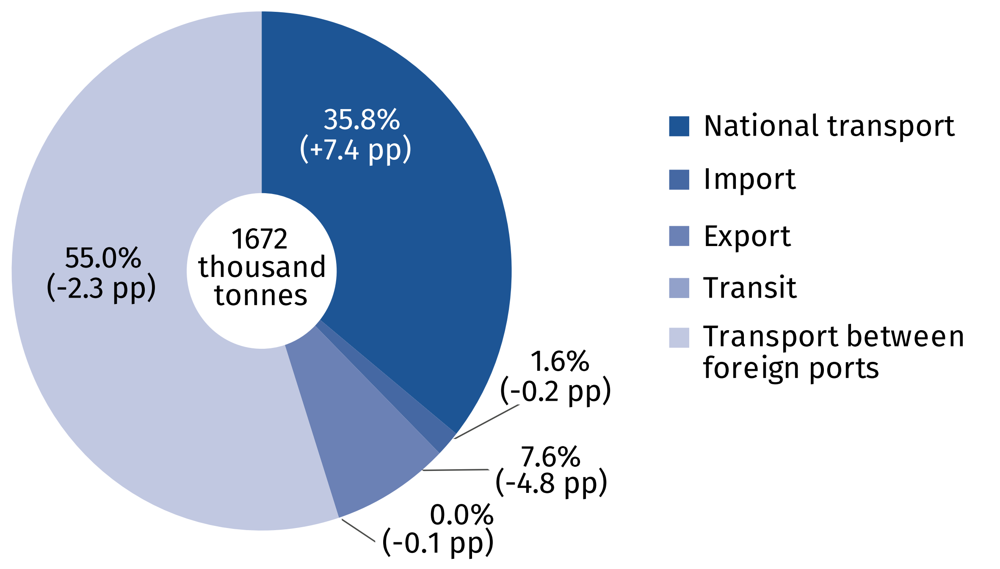 35.8%
(+7.4 pp)
55.0%
(-2.3 pp)
1672
thousand
tonnes
1.6%
(-0.2 pp)
7.6%
(-4.8 pp)
0.0%
(-0.1 pp)
National transport
Import
Export
Transit
Transport between
foreign ports